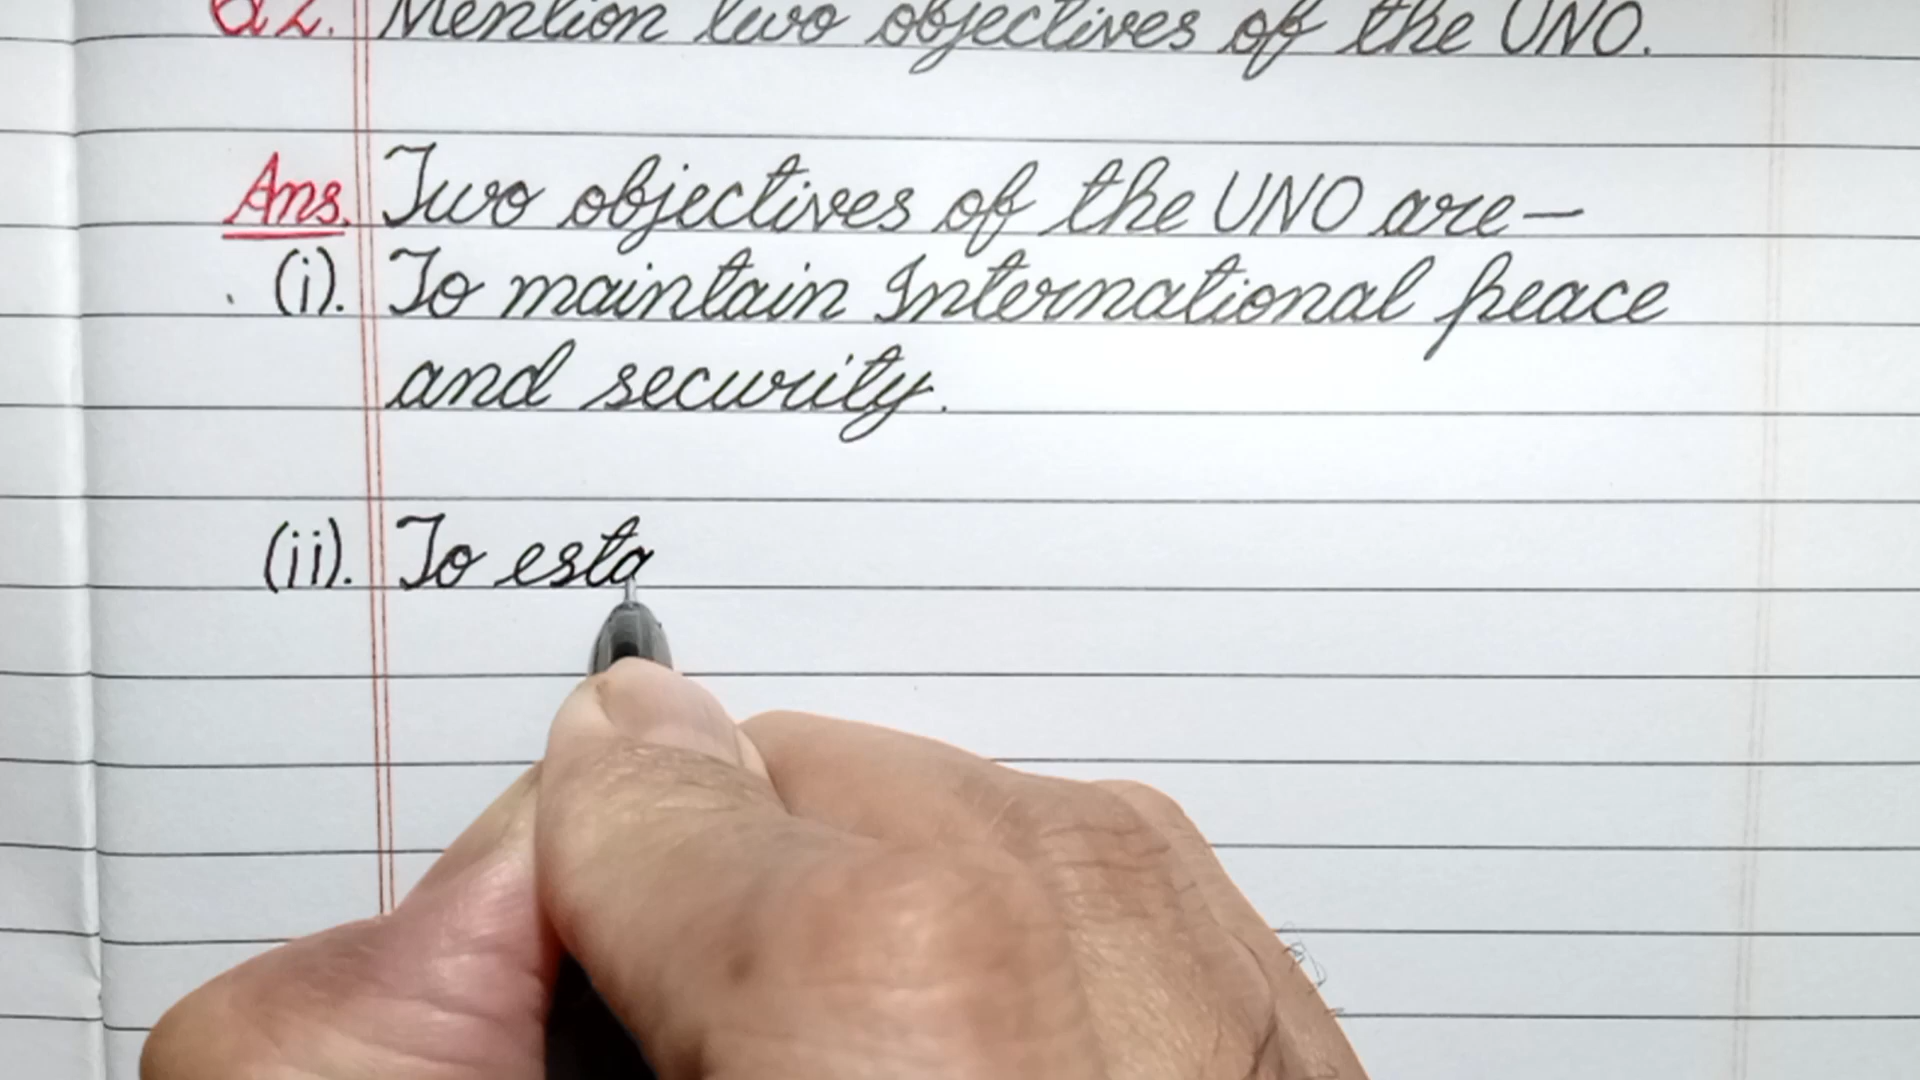 Q2. Mention two objectives of the UNO.
Ans. Two objectives of the UNO are—
(i). To maintain International peace
and security.
(ii). To esta